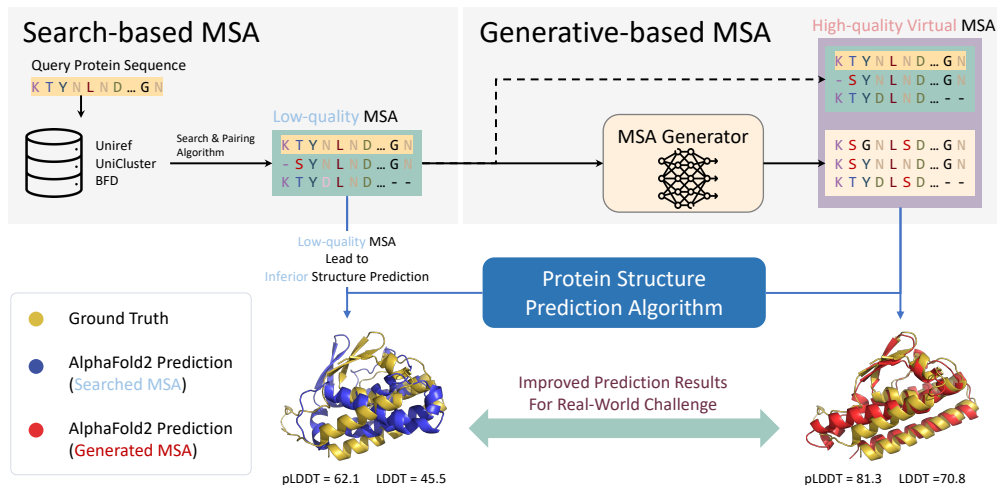 Search-based MSA
Query Protein Sequence
K T Y N L N D … G N
Uniref
UniCluster
BFD
Search & Pairing
Algorithm
Low-quality MSA
K T Y N L N D … G N
- S Y N L N D … G N
K T Y D L N D … - -
Generative-based MSA
MSA Generator
High-quality Virtual MSA
K T Y N L N D … G N
- S Y N L N D … G N
K T Y D L N D … - -
K S G N L S D … G N
K S Y N L N D … G N
K T Y D L S D … - -
Low-quality MSA
Lead to
Inferior Structure Prediction
Protein Structure
Prediction Algorithm
Ground Truth
AlphaFold2 Prediction
(Searched MSA)
AlphaFold2 Prediction
(Generated MSA)
Improved Prediction Results
For Real-World Challenge
pLDDT = 62.1 LDDT = 45.5
pLDDT = 81.3 LDDT =70.8